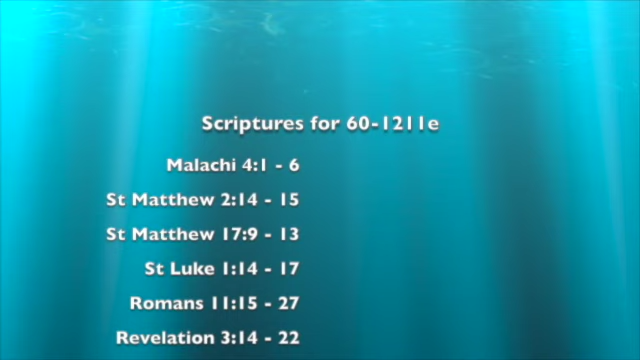 Scriptures for 60-1211e
Malachi 4:1 - 6
St Matthew 2:14 - 15
St Matthew 17:9 - 13
St Luke 1:14 - 17
Romans 11:15 - 27
Revelation 3:14 - 22